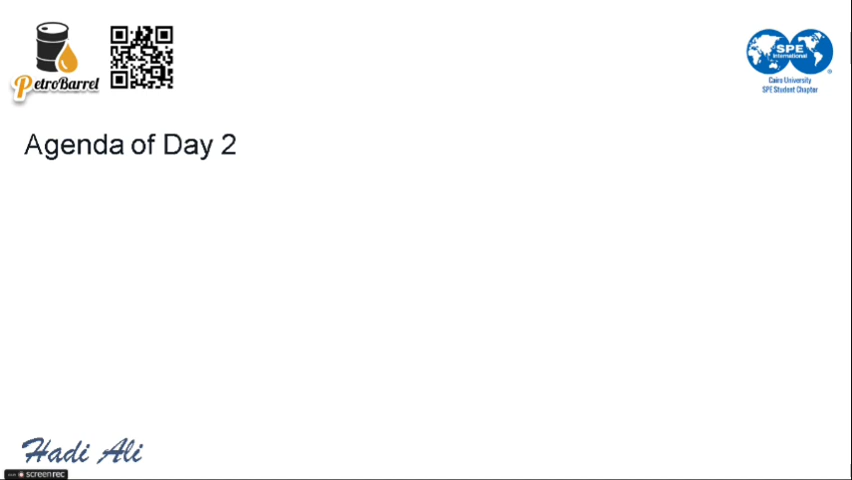 PetroBarrel
SPE
International
Cairo University
SPE Student Chapter
Agenda of Day 2
Hadi Ali
screenrec